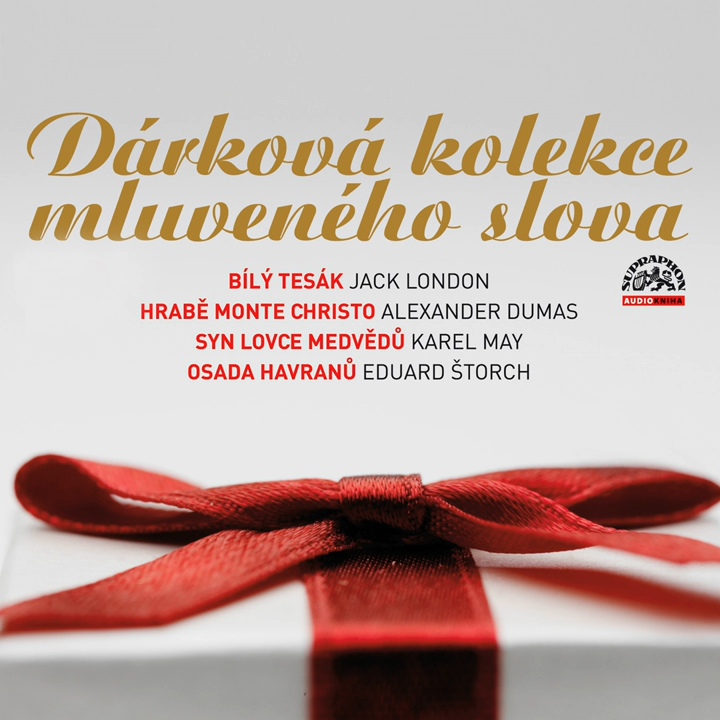 Dárková kolekce
mluveného slova
BÍLÝ TESÁK JACK LONDON
HRABĚ MONTE CHRISTO ALEXANDER DUMAS
SYN LOVCE MEDVĚDŮ KAREL MAY
OSADA HAVRANŮ EDUARD ŠTORCH
SUPRAPHON
AUDIOKNIHA